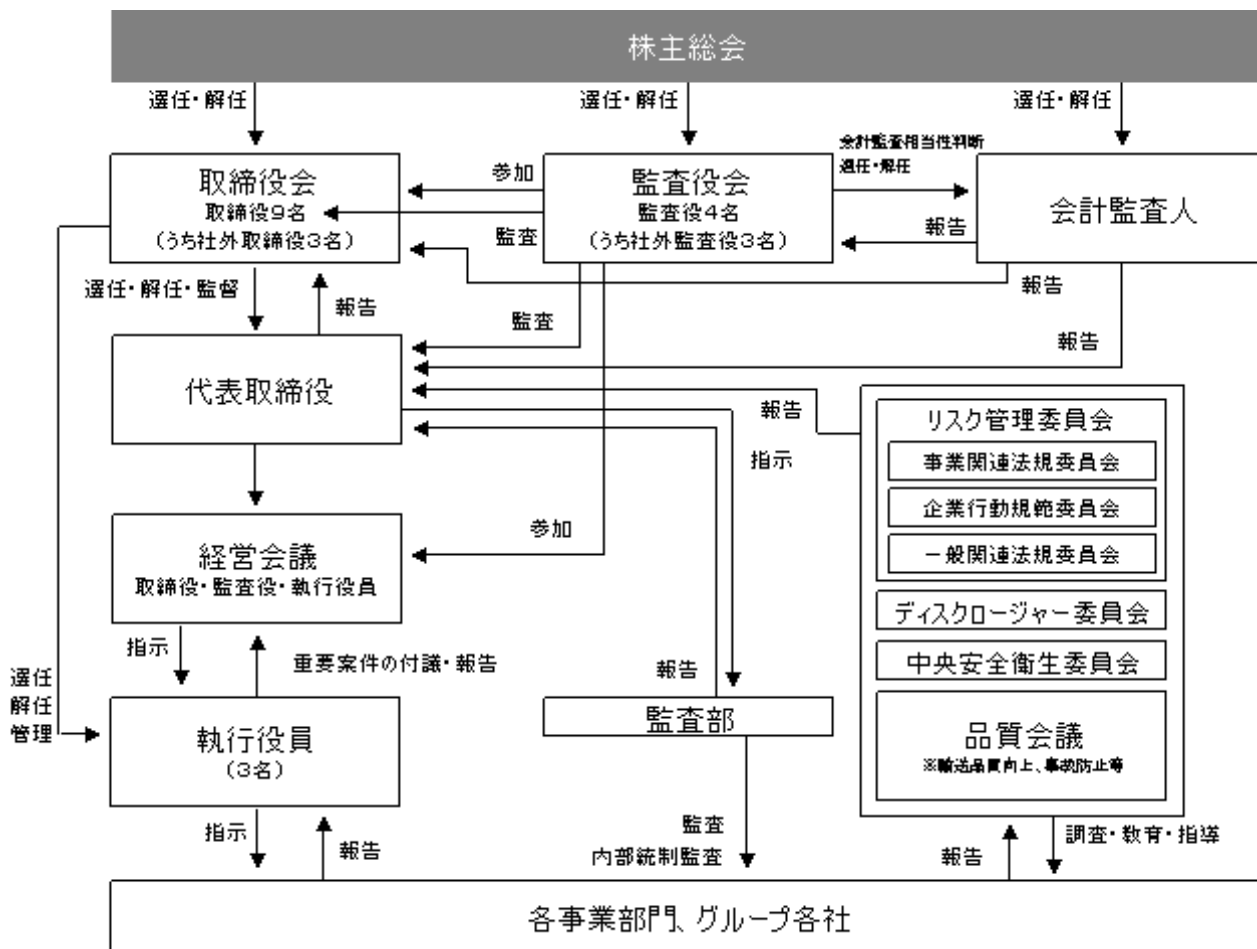 株主総会
選任・解任
選任・解任
選任・解任
会計監査相当性判断
選任・解任
取締役会
取締役9名
(うち社外取締役3名)
参加
監査
監査役会
監査役4名
(うち社外監査役3名)
報告
会計監査人
選任・解任・監督
報告
監査
報告
報告
代表取締役
報告
指示
リスク管理委員会
事業関連法規委員会
企業行動規範委員会
一般関連法規委員会
ディスクロージャー委員会
中央安全衛生委員会
品質会議
※輸送品質向上、事故防止等
参加
経営会議
取締役・監査役・執行役員
指示
重要案件の付議・報告
報告
選任
解任
管理
執行役員
(3名)
監査部
指示
報告
監査
内部統制監査
報告
調査・教育・指導
各事業部門、グループ各社